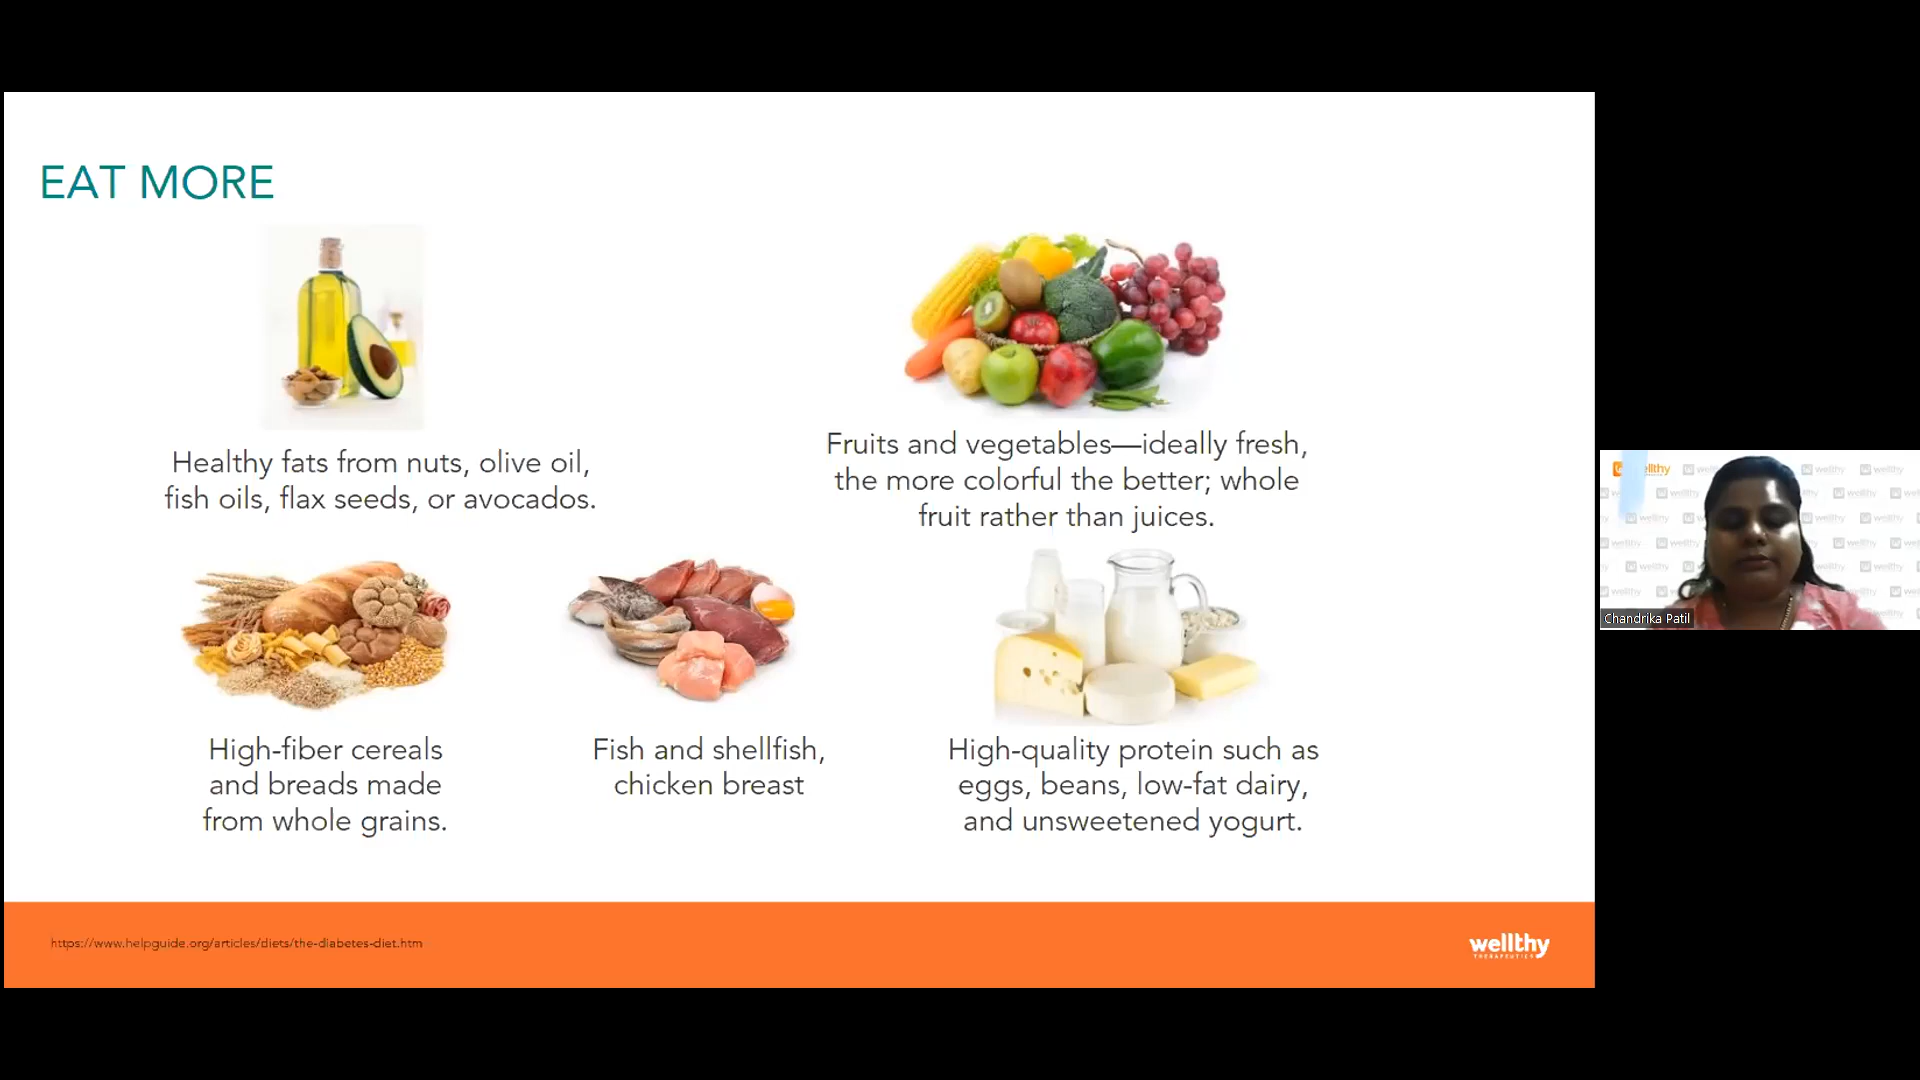 EAT MORE
Healthy fats from nuts, olive oil,
fish oils, flax seeds, or avocados.
Fruits and vegetables—ideally fresh,
the more colorful the better; whole
fruit rather than juices.
High-fiber cereals
and breads made
from whole grains.
Fish and shellfish,
chicken breast
High-quality protein such as
eggs, beans, low-fat dairy,
and unsweetened yogurt.
https://www.helpguide.org/articles/diets/the-diabetes-diet.htm
wellthy
THERAPEUTICS
Chandrika Patil